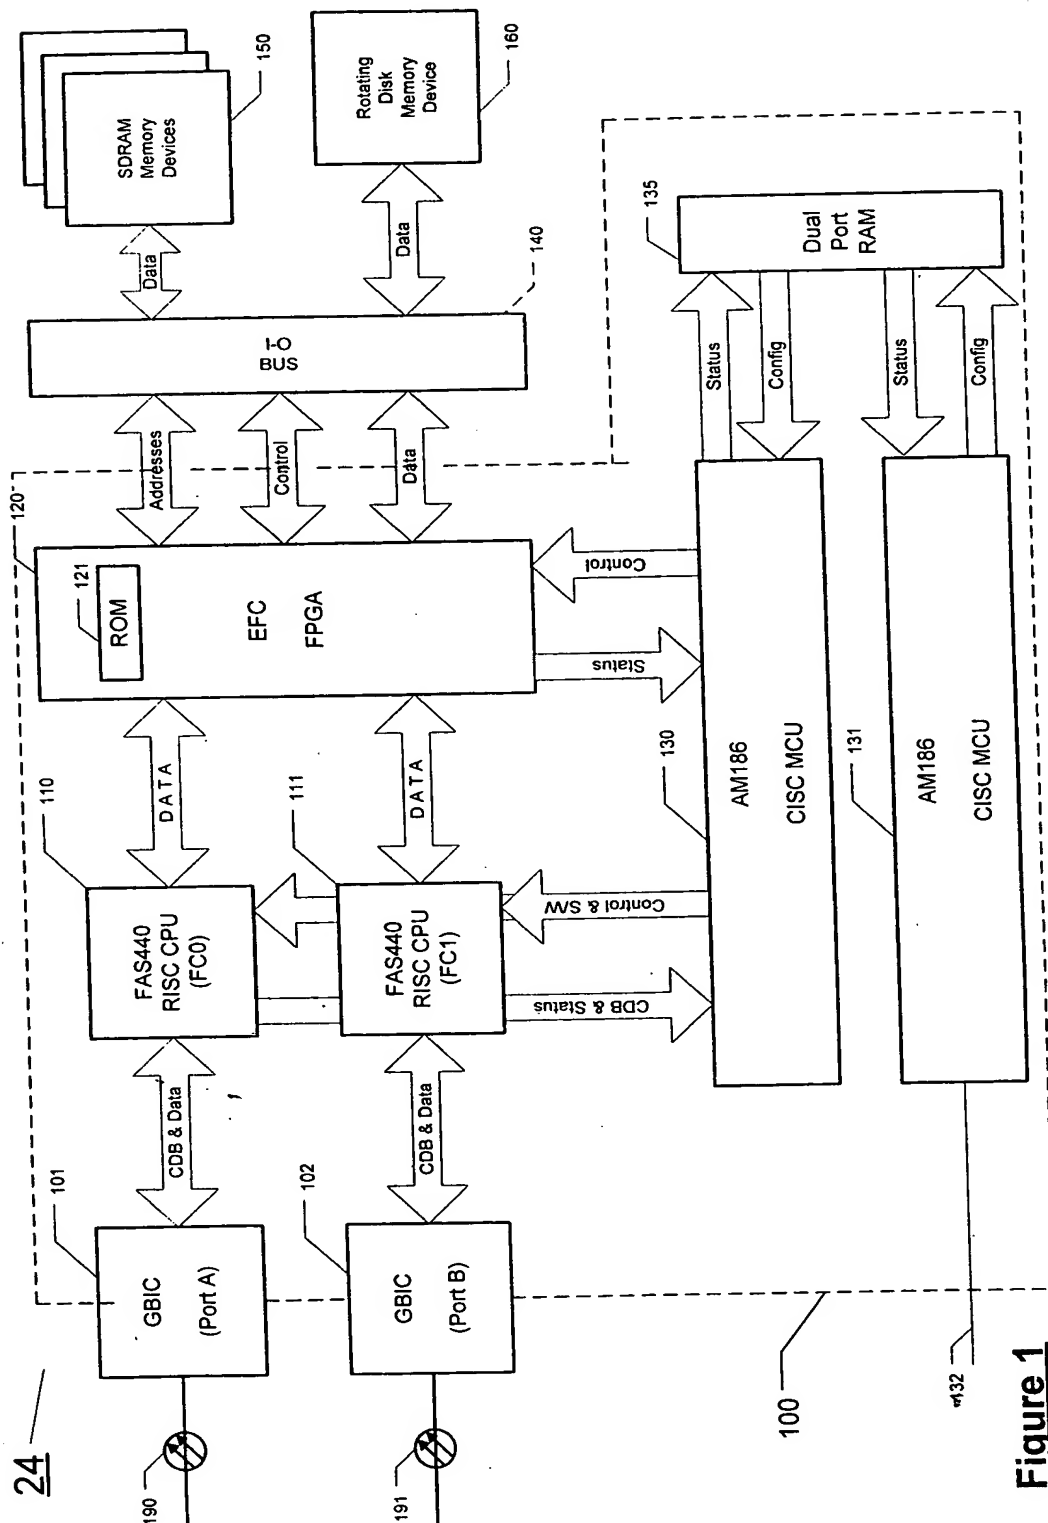 24
190
191
GBIC
(Port A)
101
GBIC
(Port B)
102
CDB & Data
CDB & Data
FAS440
RISC CPU
(FC0)
110
FAS440
RISC CPU
(FC1)
111
DATA
DATA
CDB & Status
Control & S/W
120
ROM
121
EFC
FPGA
Status
Control
Addresses
Control
Data
I-O
BUS
140
Data
Data
SDRAM
Memory
Devices
150
Rotating
Disk
Memory
Device
160
130
AM186
CISC MCU
131
AM186
CISC MCU
Status
Config
Status
Config
135
Dual
Port
RAM
100
132
Figure 1